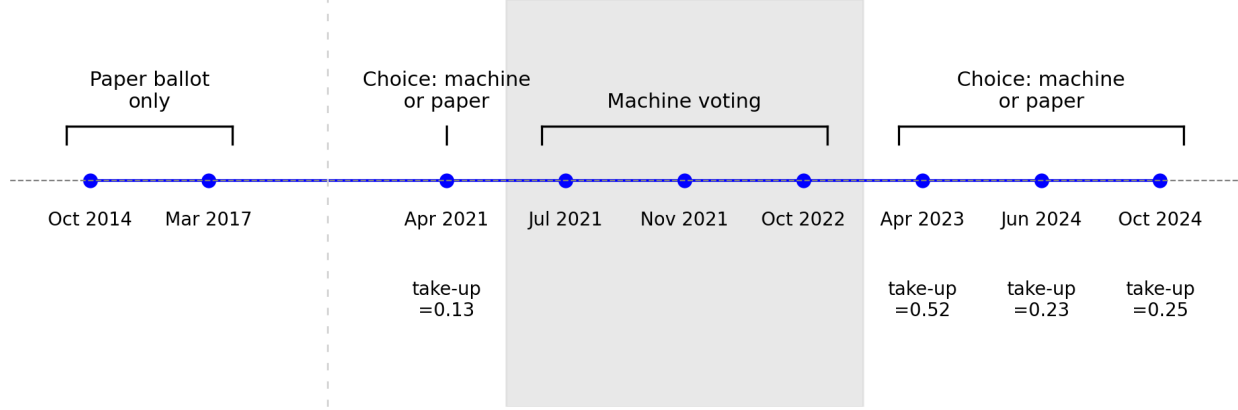 Paper ballot
only
Choice: machine
or paper
Machine voting
Choice: machine
or paper
Oct 2014
Mar 2017
Apr 2021
Jul 2021
Nov 2021
Oct 2022
Apr 2023
Jun 2024
Oct 2024
take-up
=0.13
take-up
=0.52
take-up
=0.23
take-up
=0.25